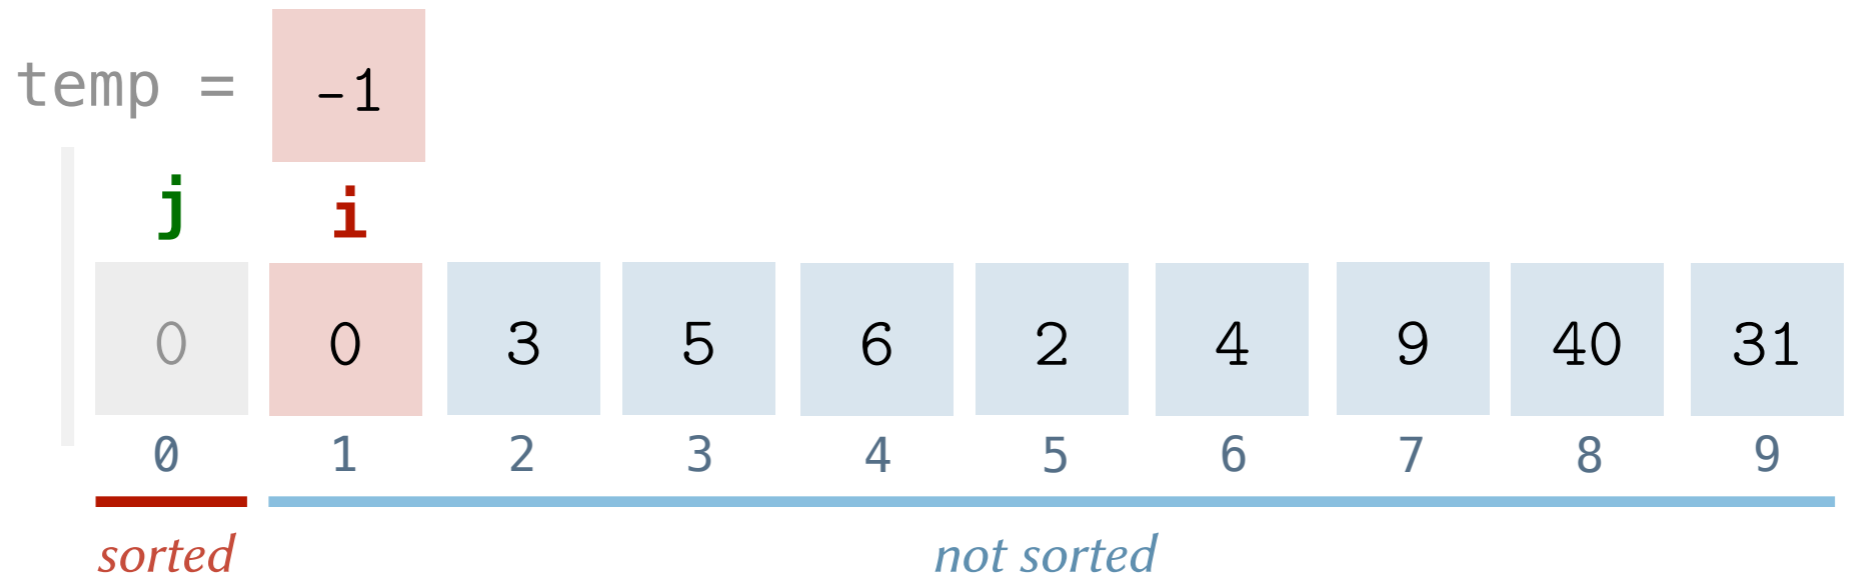 temp = -1
j i
0 0 3 5 6 2 4 9 40 31
0 1 2 3 4 5 6 7 8 9
sorted not sorted